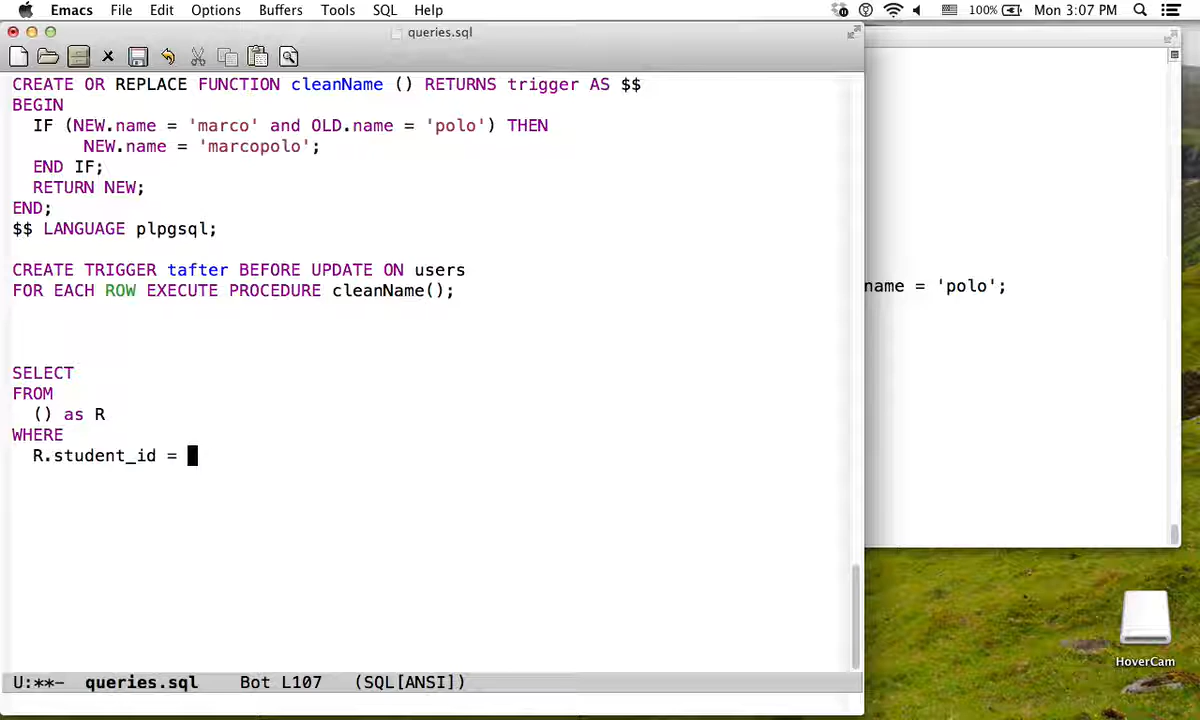 Emacs File Edit Options Buffers Tools SQL Help 100% Mon 3:07 PM
queries.sql
CREATE OR REPLACE FUNCTION cleanName () RETURNS trigger AS $$
BEGIN
IF (NEW.name = 'marco' and OLD.name = 'polo') THEN
NEW.name = 'marcopolo';
END IF;
RETURN NEW;
END;
$$ LANGUAGE plpgsql;
CREATE TRIGGER tafter BEFORE UPDATE ON users
FOR EACH ROW EXECUTE PROCEDURE cleanName();
name = 'polo';
SELECT
FROM
() as R
WHERE
R.student_id =
HoverCam
U:**- queries.sql Bot L107 (SQL[ANSI])